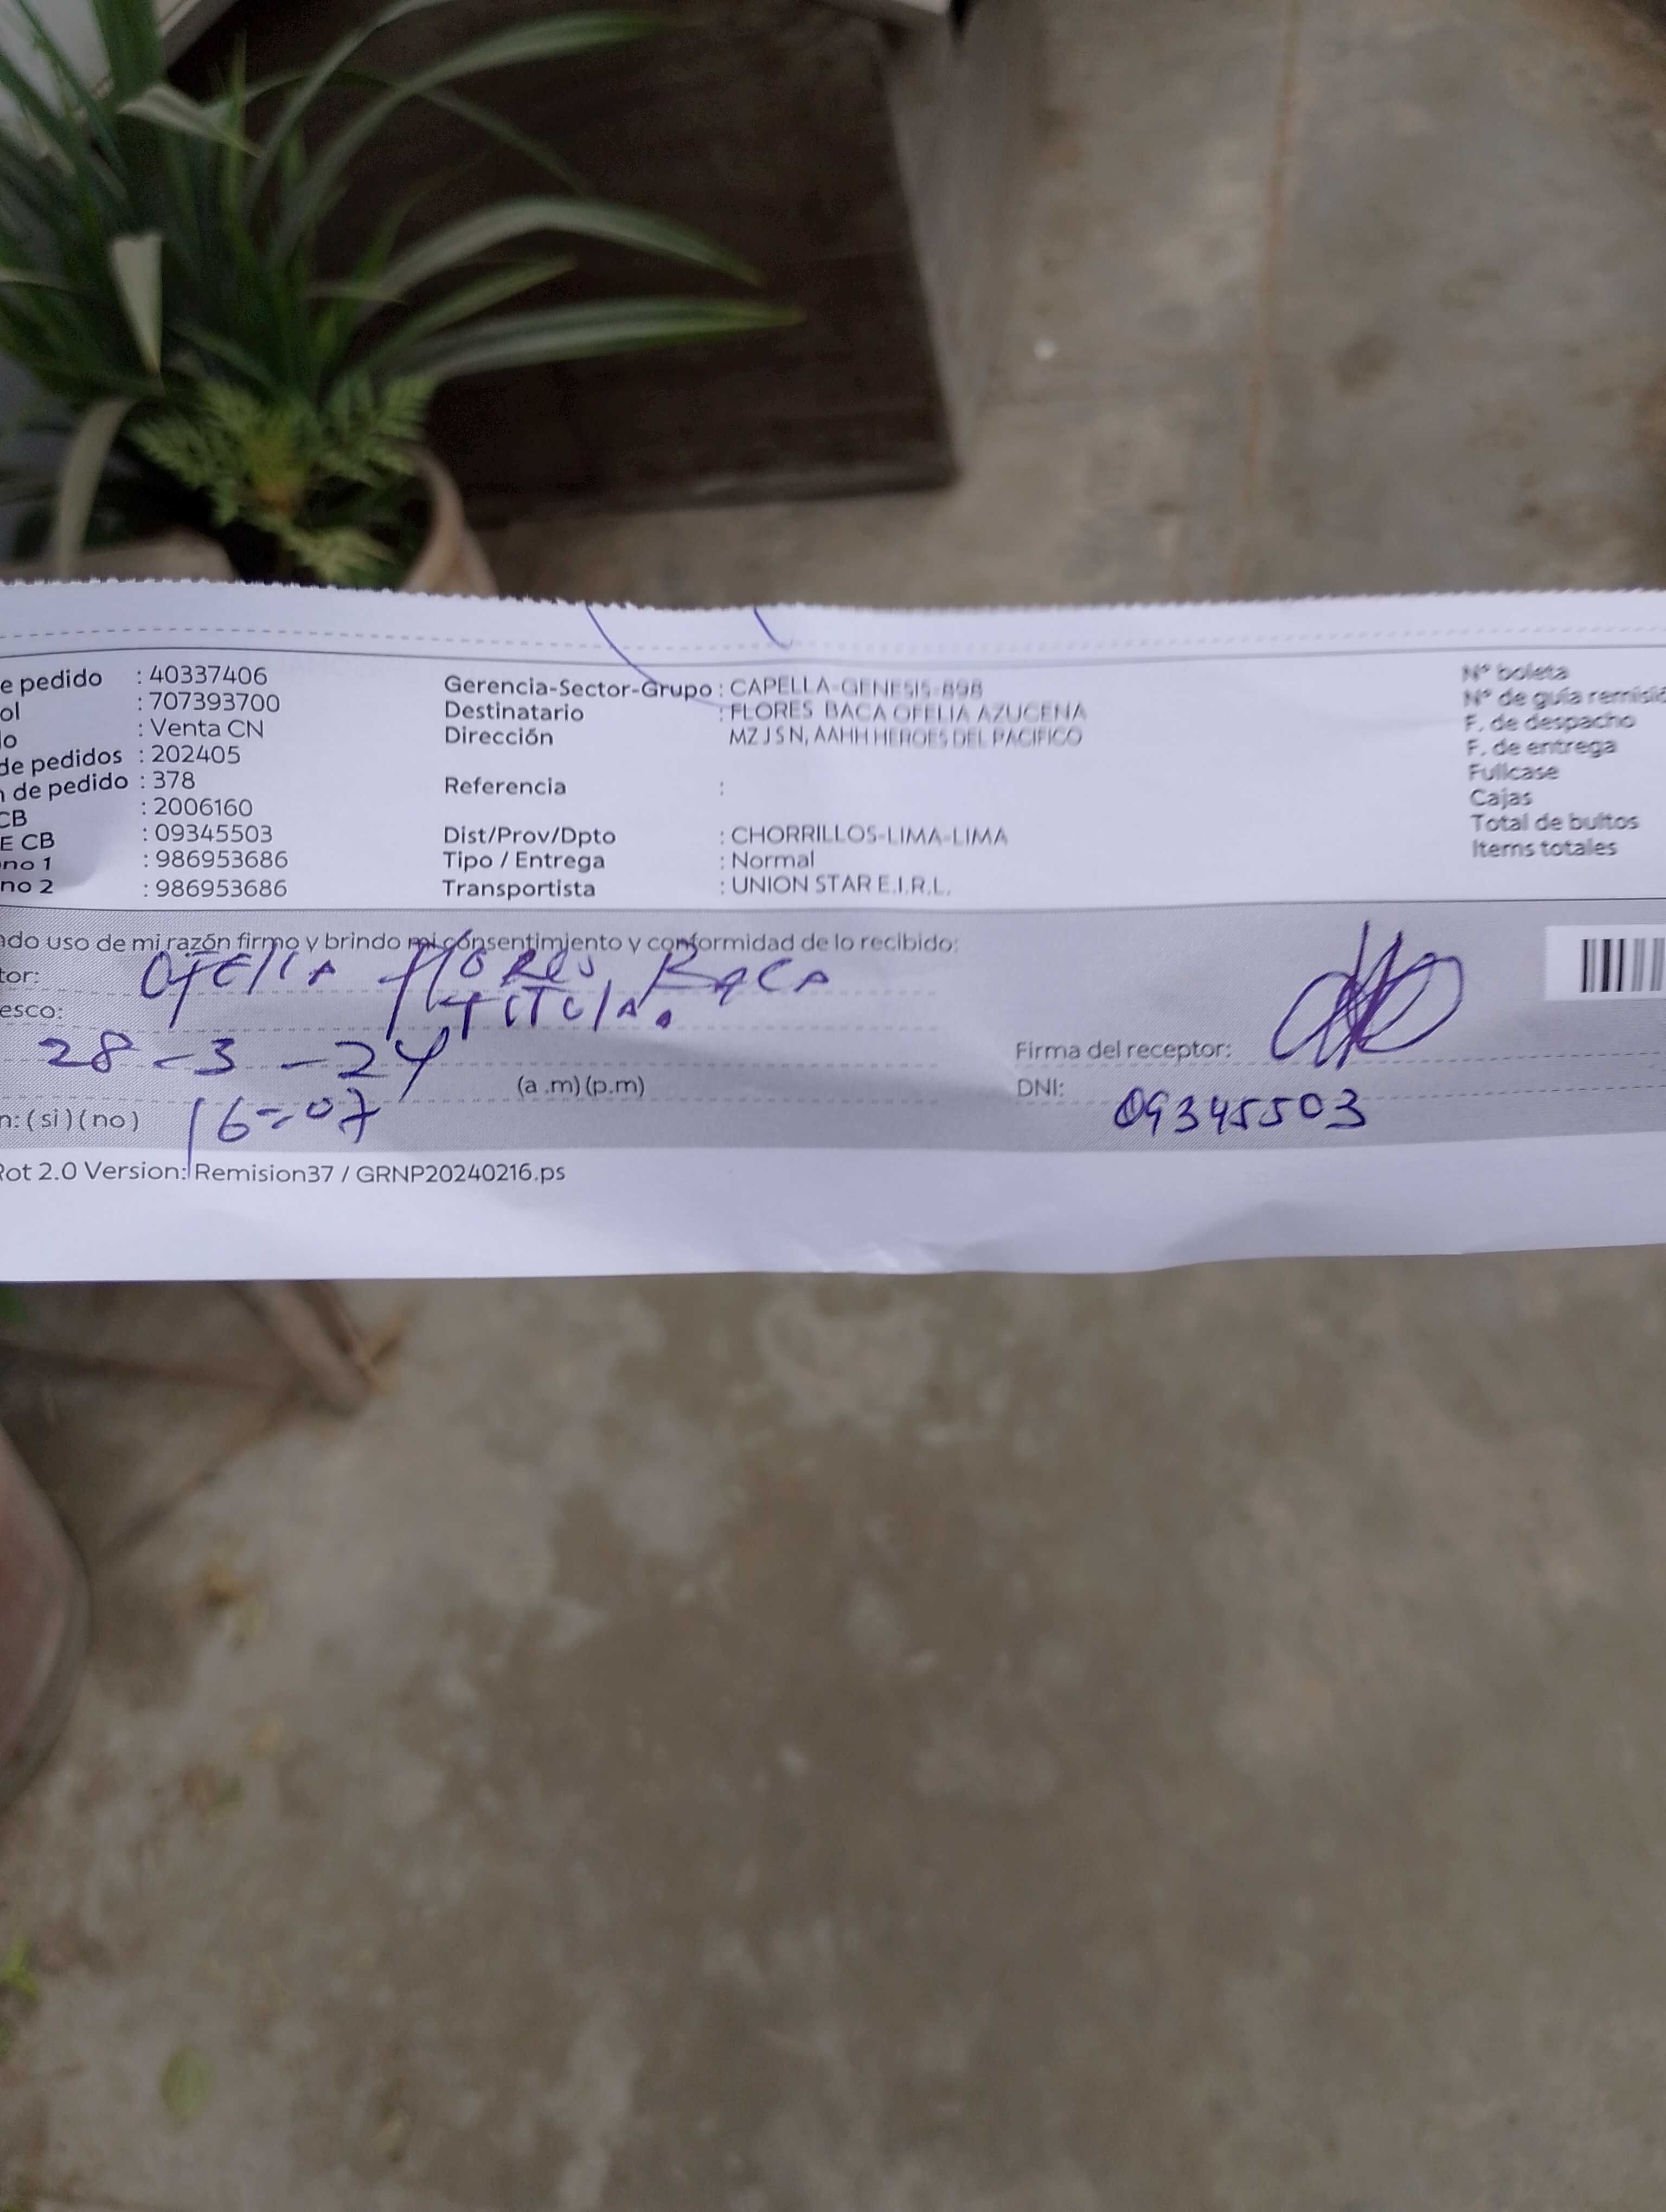 e pedido : 40337406
ol : 707393700
lo : Venta CN
de pedidos : 202405
n de pedido : 378
CB : 2006160
E CB : 09345503
no 1 : 986953686
no 2 : 986953686
Gerencia-Sector-Grupo : CAPELLA-GENESIS-898
Destinatario : FLORES BACA OFELIA AZUCENA
Dirección MZ J S N, AAHH HEROES DEL PACIFICO
Referencia :
Dist/Prov/Dpto : CHORRILLOS-LIMA-LIMA
Tipo / Entrega : Normal
Transportista : UNION STAR E.I.R.L.
N° boleta
N° de guía remisió
F. de despacho
F. de entrega
Fullcase
Cajas
Total de bultos
Items totales
ndo uso de mi razón firmo y brindo mi consentimiento y conformidad de lo recibido:
tor: Ofelia Flores Baca
esco: Titular
28-3-24
(a .m) (p.m)
n: ( si ) ( no ) 16=07
Firma del receptor:
DNI: 09345503
Rot 2.0 Version: Remision37 / GRNP20240216.ps